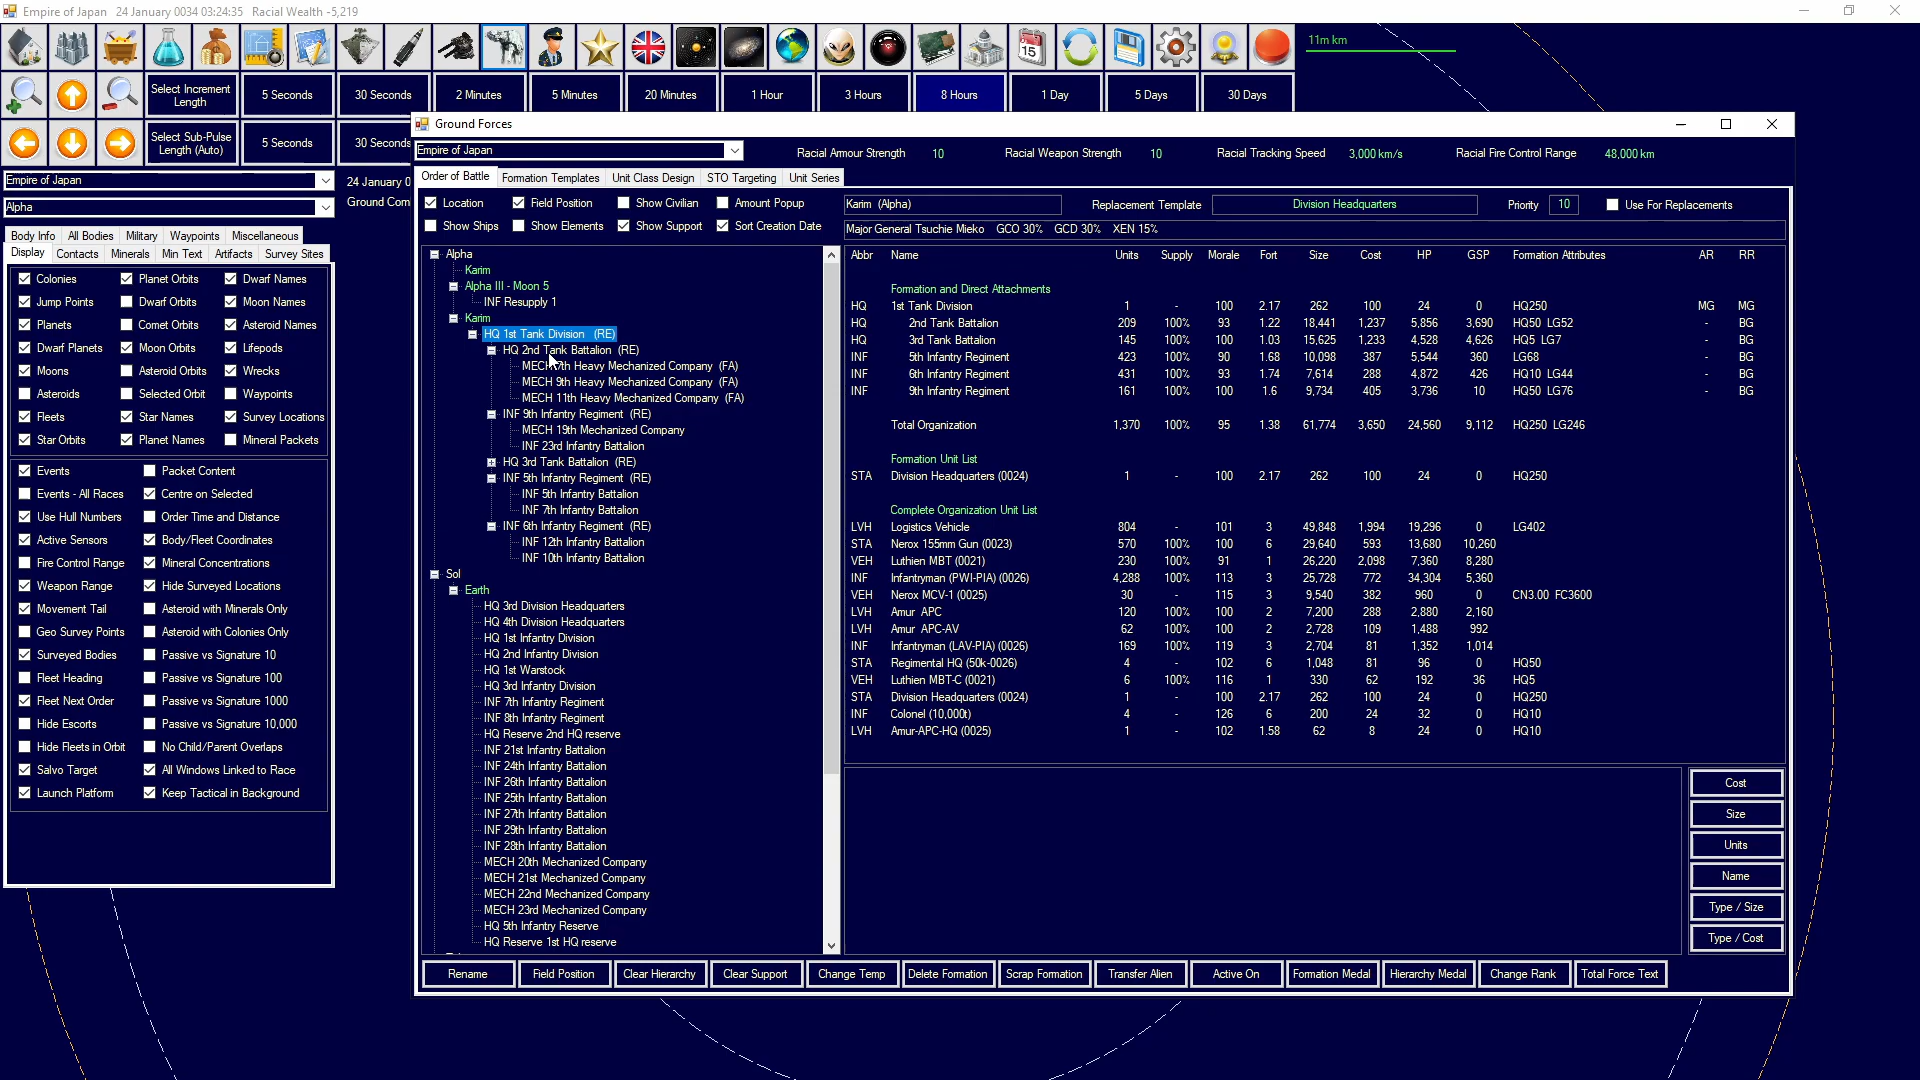 Empire of Japan   24 January 0034 03:24:35   Racial Wealth -5,219
11m km
Select Increment Length
5 Seconds
30 Seconds
2 Minutes
5 Minutes
20 Minutes
1 Hour
3 Hours
8 Hours
1 Day
5 Days
30 Days
Select Sub-Pulse Length (Auto)
5 Seconds
30 Second
Empire of Japan
24 January 0
Alpha
Ground Com
Body Info   All Bodies   Military   Waypoints   Miscellaneous
Display   Contacts   Minerals   Min Text   Artifacts   Survey Sites
Colonies   Planet Orbits   Dwarf Names
Jump Points   Dwarf Orbits   Moon Names
Planets   Comet Orbits   Asteroid Names
Dwarf Planets   Moon Orbits   Lifepods
Moons   Asteroid Orbits   Wrecks
Asteroids   Selected Orbit   Waypoints
Fleets   Star Names   Survey Locations
Star Orbits   Planet Names   Mineral Packets
Events   Packet Content
Events - All Races   Centre on Selected
Use Hull Numbers   Order Time and Distance
Active Sensors   Body/Fleet Coordinates
Fire Control Range   Mineral Concentrations
Weapon Range   Hide Surveyed Locations
Movement Tail   Asteroid with Minerals Only
Geo Survey Points   Asteroid with Colonies Only
Surveyed Bodies   Passive vs Signature 10
Fleet Heading   Passive vs Signature 100
Fleet Next Order   Passive vs Signature 1000
Hide Escorts   Passive vs Signature 10,000
Hide Fleets in Orbit   No Child/Parent Overlaps
Salvo Target   All Windows Linked to Race
Launch Platform   Keep Tactical in Background
Ground Forces
Empire of Japan
Racial Armour Strength   10   Racial Weapon Strength   10   Racial Tracking Speed   3,000 km/s   Racial Fire Control Range   48,000 km
Order of Battle   Formation Templates   Unit Class Design   STO Targeting   Unit Series
Location   Field Position   Show Civilian   Amount Popup
Show Ships   Show Elements   Show Support   Sort Creation Date
Karim  (Alpha)   Replacement Template   Division Headquarters   Priority   10   Use For Replacements
Major General Tsuchie Mieko   GCO 30%   GCD 30%   XEN 15%
Alpha
Karim
Alpha III - Moon 5
INF Resupply 1
Karim
HQ 1st Tank Division   (RE)
HQ 2nd Tank Battalion   (RE)
MECH 7th Heavy Mechanized Company   (FA)
MECH 9th Heavy Mechanized Company   (FA)
MECH 11th Heavy Mechanized Company   (FA)
INF 9th Infantry Regiment   (RE)
MECH 19th Mechanized Company
INF 23rd Infantry Battalion
HQ 3rd Tank Battalion   (RE)
INF 5th Infantry Regiment   (RE)
INF 5th Infantry Battalion
INF 7th Infantry Battalion
INF 6th Infantry Regiment   (RE)
INF 12th Infantry Battalion
INF 10th Infantry Battalion
Sol
Earth
HQ 3rd Division Headquarters
HQ 4th Division Headquarters
HQ 1st Infantry Division
HQ 2nd Infantry Division
HQ 1st Warstock
HQ 3rd Infantry Division
INF 7th Infantry Regiment
INF 8th Infantry Regiment
HQ Reserve 2nd HQ reserve
INF 21st Infantry Battalion
INF 24th Infantry Battalion
INF 26th Infantry Battalion
INF 25th Infantry Battalion
INF 27th Infantry Battalion
INF 29th Infantry Battalion
INF 28th Infantry Battalion
MECH 20th Mechanized Company
MECH 21st Mechanized Company
MECH 22nd Mechanized Company
MECH 23rd Mechanized Company
HQ 5th Infantry Reserve
HQ Reserve 1st HQ reserve
Abbr   Name   Units   Supply   Morale   Fort   Size   Cost   HP   GSP   Formation Attributes   AR   RR
Formation and Direct Attachments
HQ   1st Tank Division   1   -   100   2.17   262   100   24   0   HQ250   MG   MG
HQ   2nd Tank Battalion   209   100%   93   1.22   18,441   1,237   5,856   3,690   HQ50  LG52   -   BG
HQ   3rd Tank Battalion   145   100%   100   1.03   15,625   1,233   4,528   4,626   HQ5  LG7   -   BG
INF   5th Infantry Regiment   423   100%   90   1.68   10,098   387   5,544   360   LG68   -   BG
INF   6th Infantry Regiment   431   100%   93   1.74   7,614   288   4,872   426   HQ10  LG44   -   BG
INF   9th Infantry Regiment   161   100%   100   1.6   9,734   405   3,736   10   HQ50  LG76   -   BG
Total Organization   1,370   100%   95   1.38   61,774   3,650   24,560   9,112   HQ250  LG246
Formation Unit List
STA   Division Headquarters (0024)   1   -   100   2.17   262   100   24   0   HQ250
Complete Organization Unit List
LVH   Logistics Vehicle   804   -   101   3   49,848   1,994   19,296   0   LG402
STA   Nerox 155mm Gun (0023)   570   100%   100   6   29,640   593   13,680   10,260
VEH   Luthien MBT (0021)   230   100%   91   1   26,220   2,098   7,360   8,280
INF   Infantryman (PWI-PIA) (0026)   4,288   100%   113   3   25,728   772   34,304   5,360
VEH   Nerox MCV-1 (0025)   30   -   115   3   9,540   382   960   0   CN3.00  FC3600
LVH   Amur  APC   120   100%   100   2   7,200   288   2,880   2,160
LVH   Amur  APC-AV   62   100%   100   2   2,728   109   1,488   992
INF   Infantryman (LAV-PIA) (0026)   169   100%   119   3   2,704   81   1,352   1,014
STA   Regimental HQ (50k-0026)   4   -   102   6   1,048   81   96   0   HQ50
VEH   Luthien MBT-C (0021)   6   100%   116   1   330   62   192   36   HQ5
STA   Division Headquarters (0024)   1   -   100   2.17   262   100   24   0   HQ250
INF   Colonel (10,000t)   4   -   126   6   200   24   32   0   HQ10
LVH   Amur-APC-HQ (0025)   1   -   102   1.58   62   8   24   0   HQ10
Cost
Size
Units
Name
Type / Size
Type / Cost
Rename   Field Position   Clear Hierarchy   Clear Support   Change Temp   Delete Formation   Scrap Formation   Transfer Alien   Active On   Formation Medal   Hierarchy Medal   Change Rank   Total Force Text